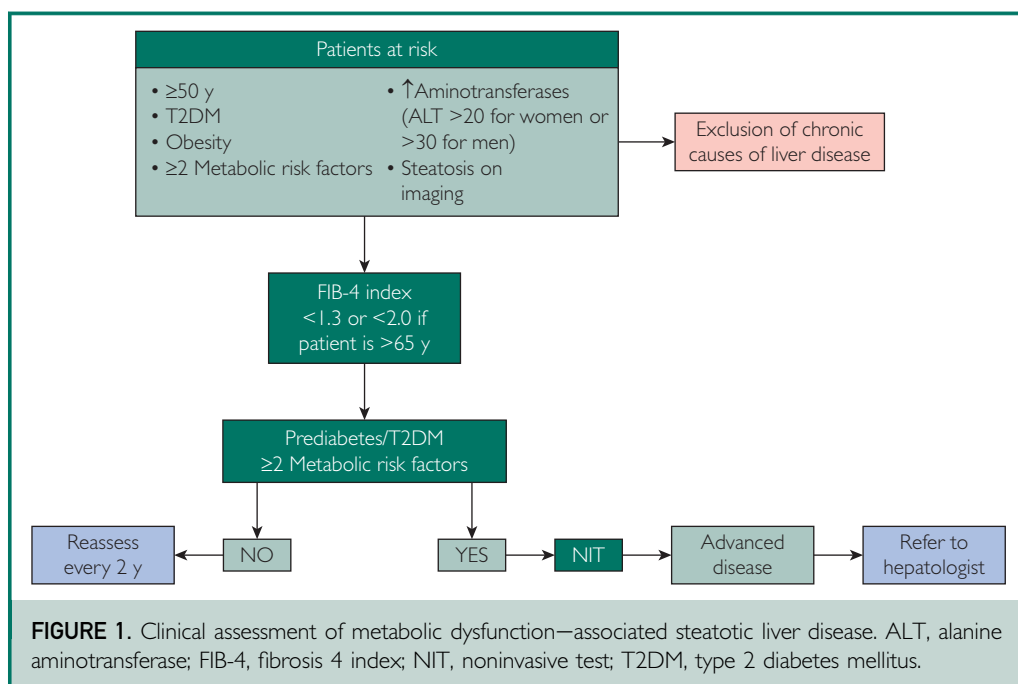 Patients at risk
• ≥50 y
• T2DM
• Obesity
• ≥2 Metabolic risk factors
• ↑Aminotransferases
(ALT >20 for women or
>30 for men)
• Steatosis on
imaging
Exclusion of chronic
causes of liver disease
FIB-4 index
<1.3 or <2.0 if
patient is >65 y
Prediabetes/T2DM
≥2 Metabolic risk factors
Reassess
every 2 y
NO
YES
NIT
Advanced
disease
Refer to
hepatologist
FIGURE 1. Clinical assessment of metabolic dysfunction–associated steatotic liver disease. ALT, alanine
aminotransferase; FIB-4, fibrosis 4 index; NIT, noninvasive test; T2DM, type 2 diabetes mellitus.